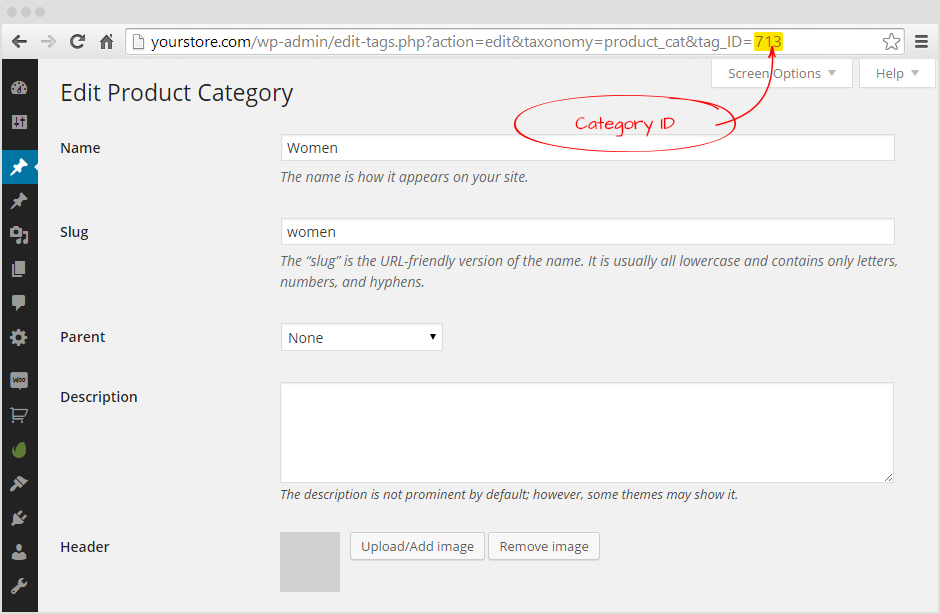 yourstore.com/wp-admin/edit-tags.php?action=edit&taxonomy=product_cat&tag_ID=713
Screen Options
Help
Edit Product Category
Category ID
Name
Women
The name is how it appears on your site.
Slug
women
The “slug” is the URL-friendly version of the name. It is usually all lowercase and contains only letters,
numbers, and hyphens.
Parent
None
Description
The description is not prominent by default; however, some themes may show it.
Woo
Header
Upload/Add image
Remove image